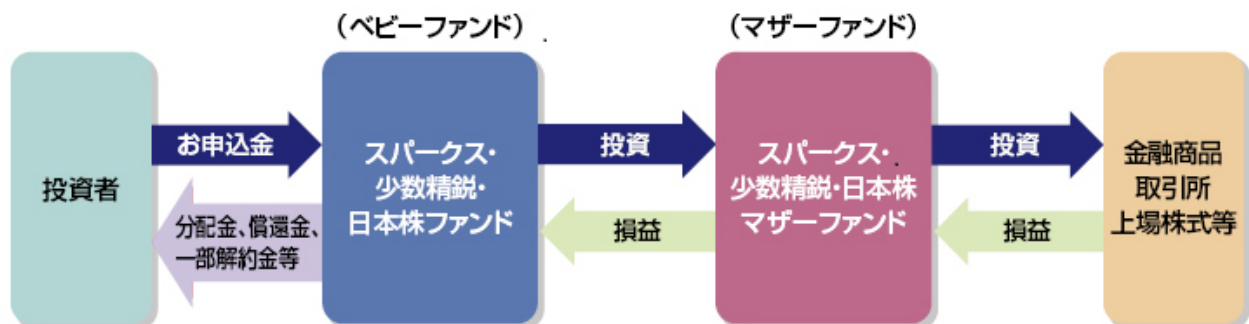 （ベビーファンド）
（マザーファンド）
投資者
お申込金
分配金、償還金、
一部解約金等
スパークス・
少数精鋭・
日本株ファンド
投資
損益
スパークス・
少数精鋭・日本株
マザーファンド
投資
損益
金融商品
取引所
上場株式等